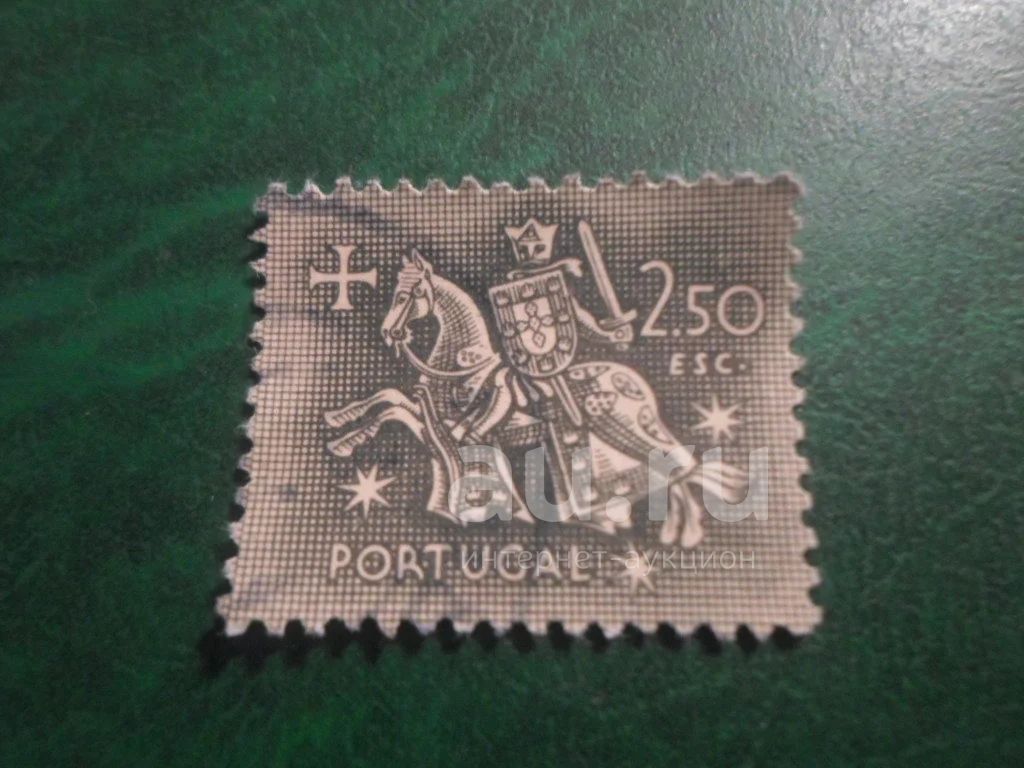 2.50
ESC.
au.ru
интернет-аукцион
PORTUGAL